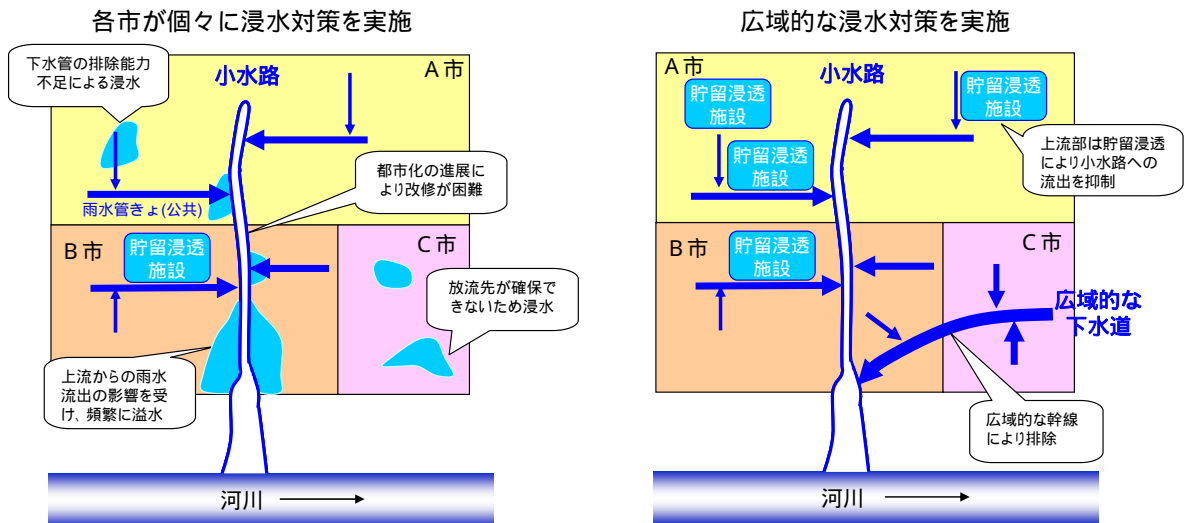 各市が個々に浸水対策を実施
下水管の排除能力
不足による浸水
小水路
A市
都市化の進展に
より改修が困難
雨水管きょ(公共)
B市
貯留浸透
施設
C市
放流先が確保で
きないため浸水
上流からの雨水
流出の影響を受
け、頻繁に溢水
河川
広域的な浸水対策を実施
A市
小水路
貯留浸透
施設
貯留浸透
施設
貯留浸透
施設
上流部は貯留浸透
により小水路への
流出を抑制
B市
貯留浸透
施設
C市
広域的な
下水道
広域的な幹線
により排除
河川